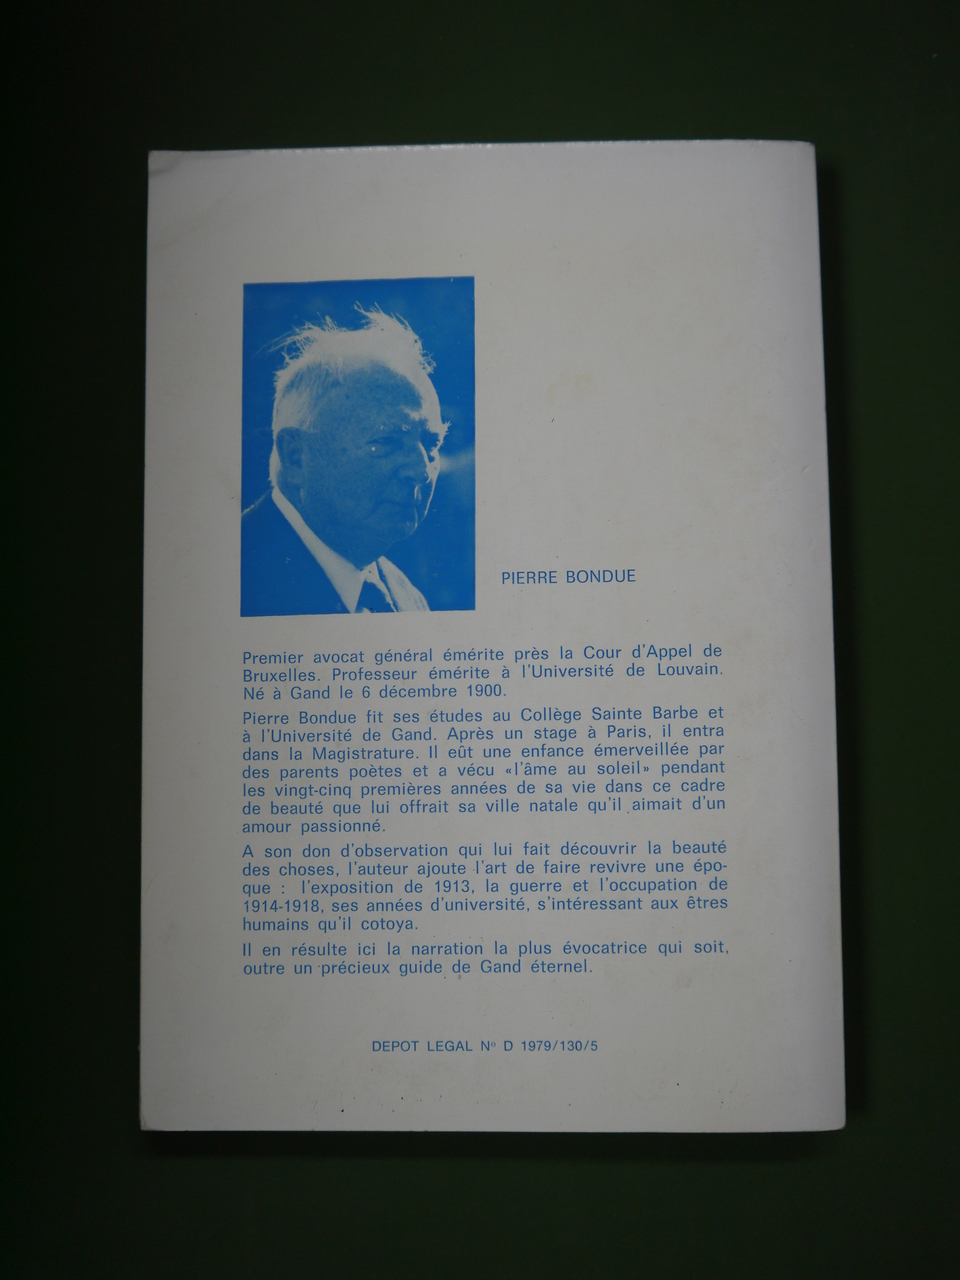 PIERRE BONDUE
Premier avocat général émérite près la Cour d'Appel de
Bruxelles. Professeur émérite à l'Université de Louvain.
Né à Gand le 6 décembre 1900.
Pierre Bondue fit ses études au Collège Sainte Barbe et
à l'Université de Gand. Après un stage à Paris, il entra
dans la Magistrature. Il eût une enfance émerveillée par
des parents poètes et a vécu «l'âme au soleil» pendant
les vingt-cinq premières années de sa vie dans ce cadre
de beauté que lui offrait sa ville natale qu'il aimait d'un
amour passionné.
A son don d'observation qui lui fait découvrir la beauté
des choses, l'auteur ajoute l'art de faire revivre une épo-
que : l'exposition de 1913, la guerre et l'occupation de
1914-1918, ses années d'université, s'intéressant aux êtres
humains qu'il cotoya.
Il en résulte ici la narration la plus évocatrice qui soit,
outre un précieux guide de Gand éternel.
DEPOT LEGAL Nº D 1979/130/5